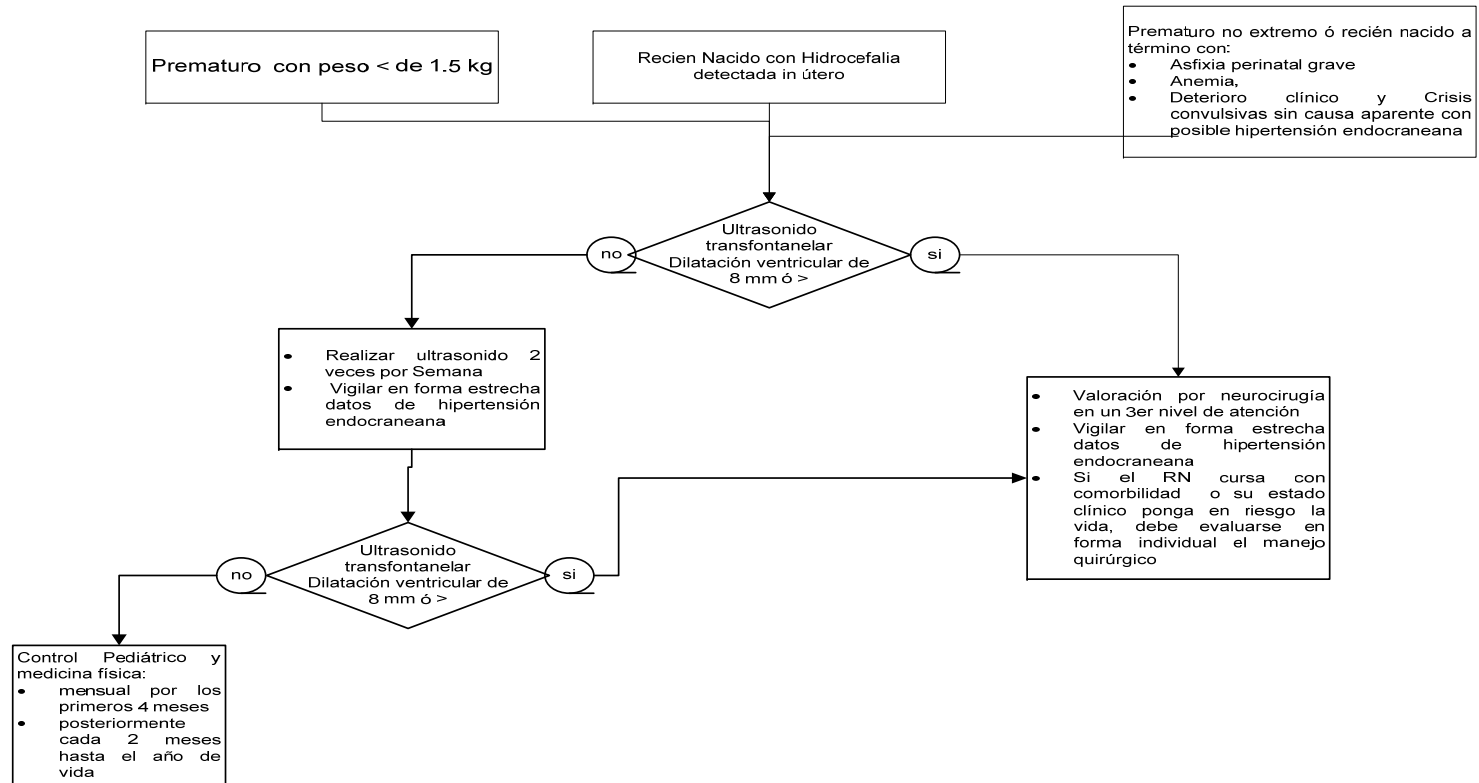 Prematuro con peso < de 1.5 kg
Recien Nacido con Hidrocefalia
detectada in útero
Prematuro no extremo ó recién nacido a
término con:
• Asfixia perinatal grave
• Anemia,
• Deterioro clínico y Crisis
convulsivas sin causa aparente con
posible hipertensión endocraneana
Ultrasonido
transfontanelar
Dilatación ventricular de
8 mm ó >
no
si
• Realizar ultrasonido 2
veces por Semana
• Vigilar en forma estrecha
datos de hipertensión
endocraneana
• Valoración por neurocirugía
en un 3er nivel de atención
• Vigilar en forma estrecha
datos de hipertensión
endocraneana
• Si el RN cursa con
comorbilidad o su estado
clínico ponga en riesgo la
vida, debe evaluarse en
forma individual el manejo
quirúrgico
Ultrasonido
transfontanelar
Dilatación ventricular de
8 mm ó >
no
si
Control Pediátrico y
medicina física:
• mensual por los
primeros 4 meses
• posteriormente
cada 2 meses
hasta el año de
vida